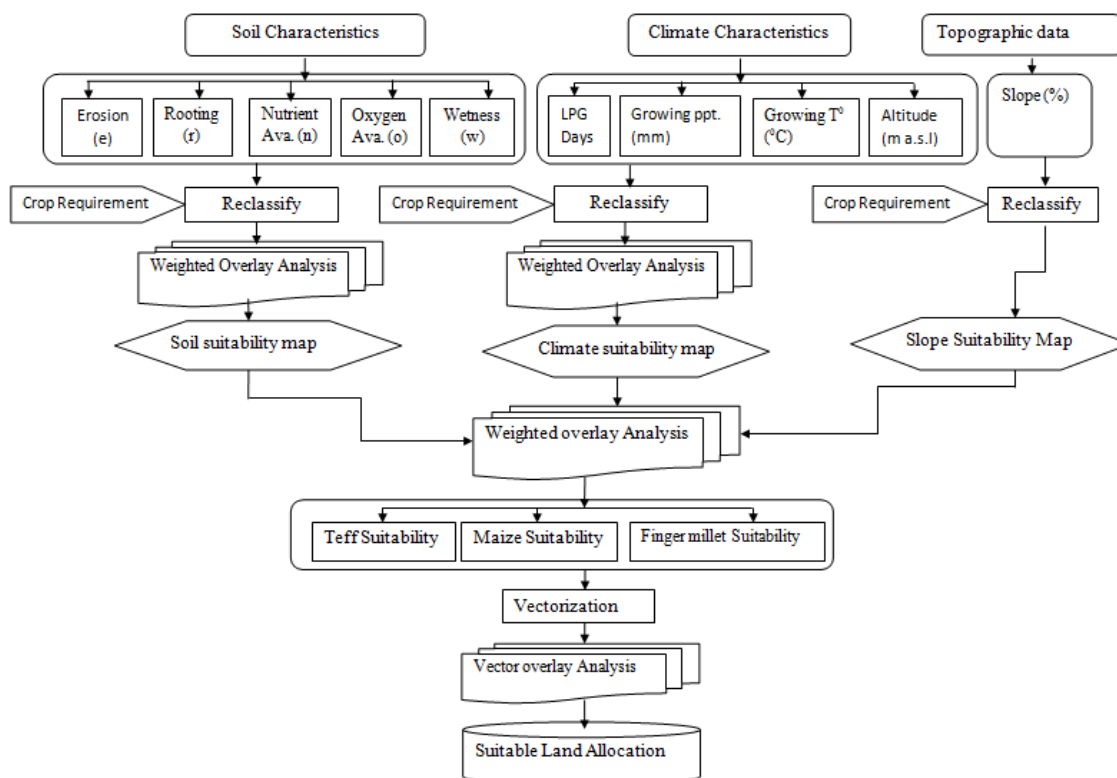 Soil Characteristics
Climate Characteristics
Topographic data
Erosion
(e)
Rooting
(r)
Nutrient
Ava. (n)
Oxygen
Ava. (o)
Wetness
(w)
LPG
Days
Growing ppt.
(mm)
Growing T⁰
(⁰C)
Altitude
(m a.s.l)
Slope (%)
Crop Requirement
Reclassify
Crop Requirement
Reclassify
Crop Requirement
Reclassify
Weighted Overlay Analysis
Weighted Overlay Analysis
Soil suitability map
Climate suitability map
Slope Suitability Map
Weighted overlay Analysis
Teff Suitability
Maize Suitability
Finger millet Suitability
Vectorization
Vector overlay Analysis
Suitable Land Allocation